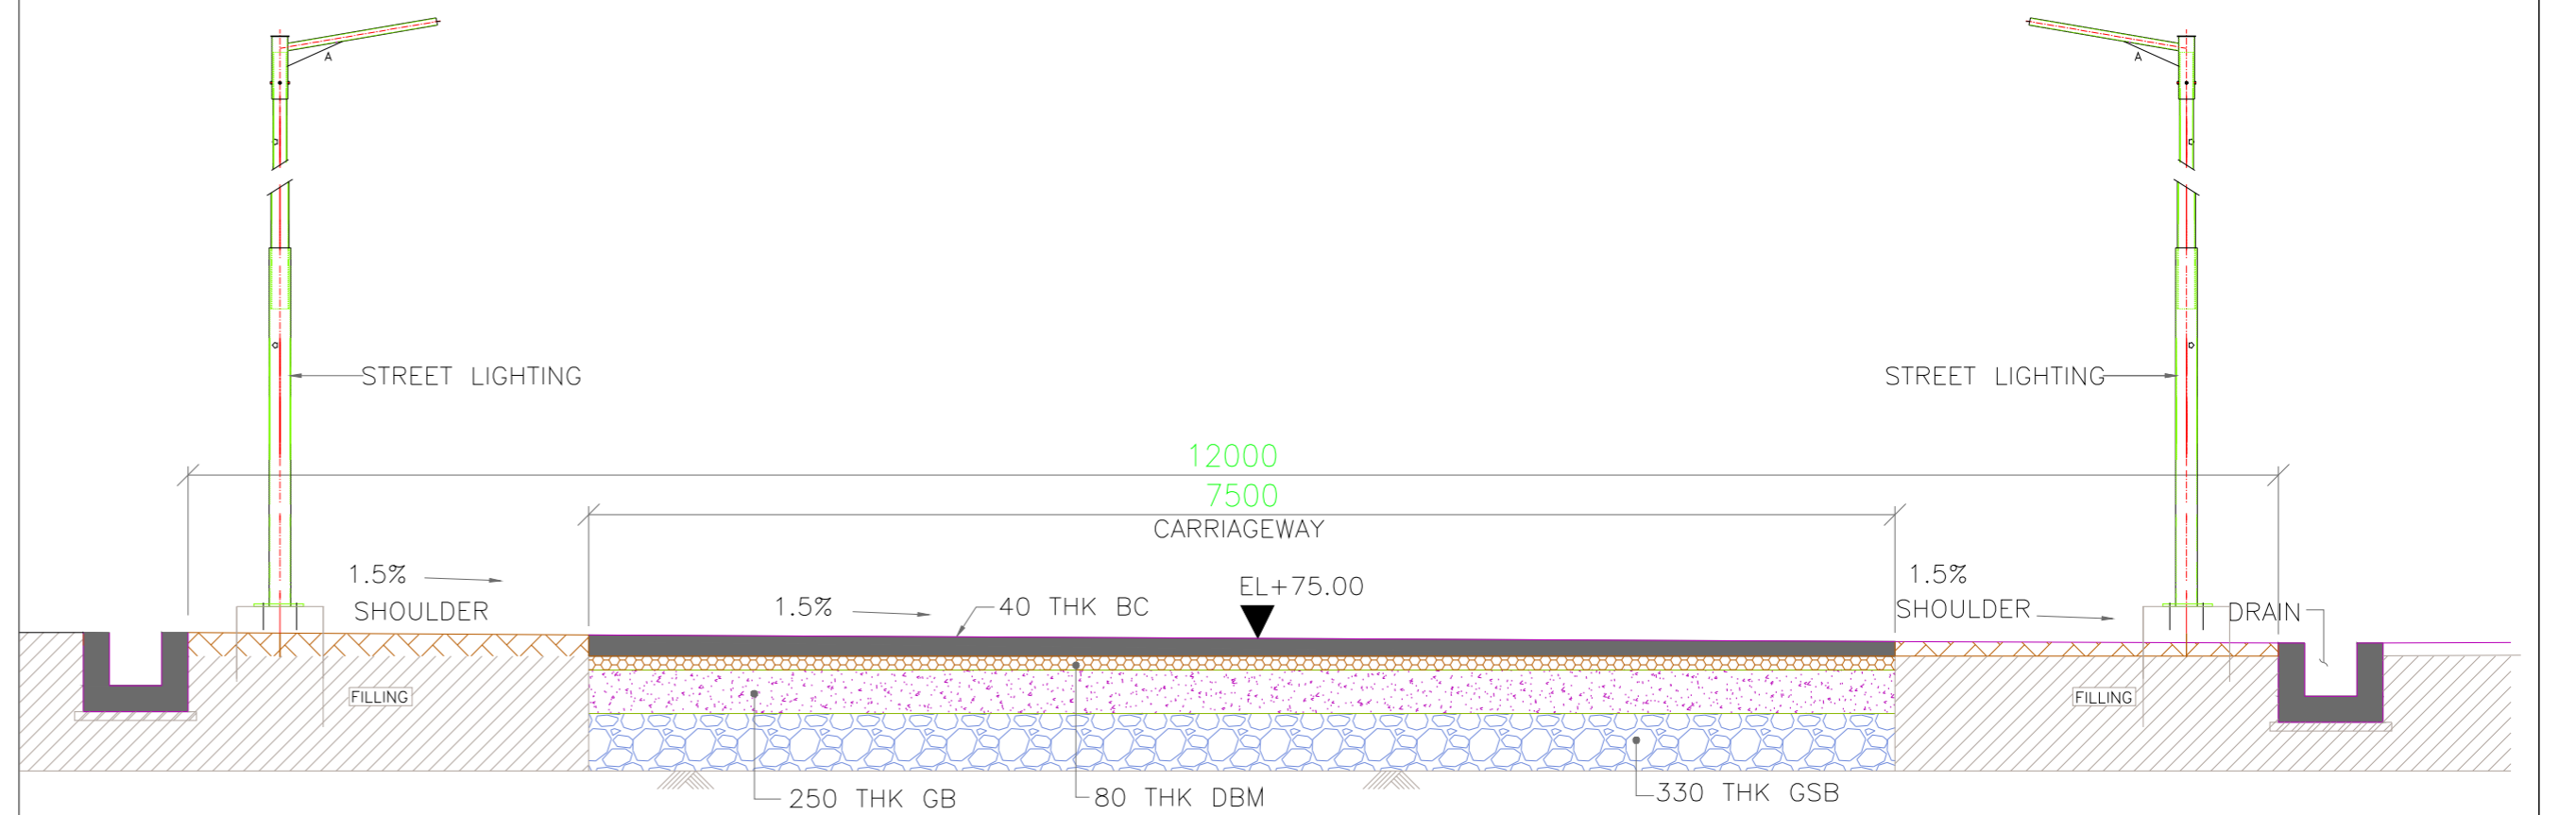 A
A
STREET LIGHTING
STREET LIGHTING
12000
7500
CARRIAGEWAY
1.5%
SHOULDER
1.5%
40 THK BC
EL+75.00
1.5%
SHOULDER
DRAIN
FILLING
FILLING
250 THK GB
80 THK DBM
330 THK GSB